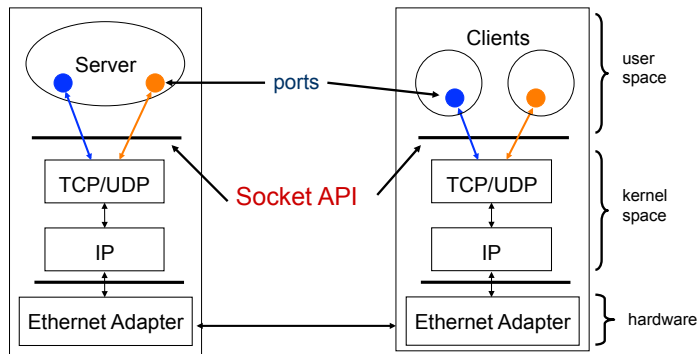 Server
ports
Clients
user
space
TCP/UDP
Socket API
TCP/UDP
kernel
space
IP
IP
Ethernet Adapter
Ethernet Adapter
hardware